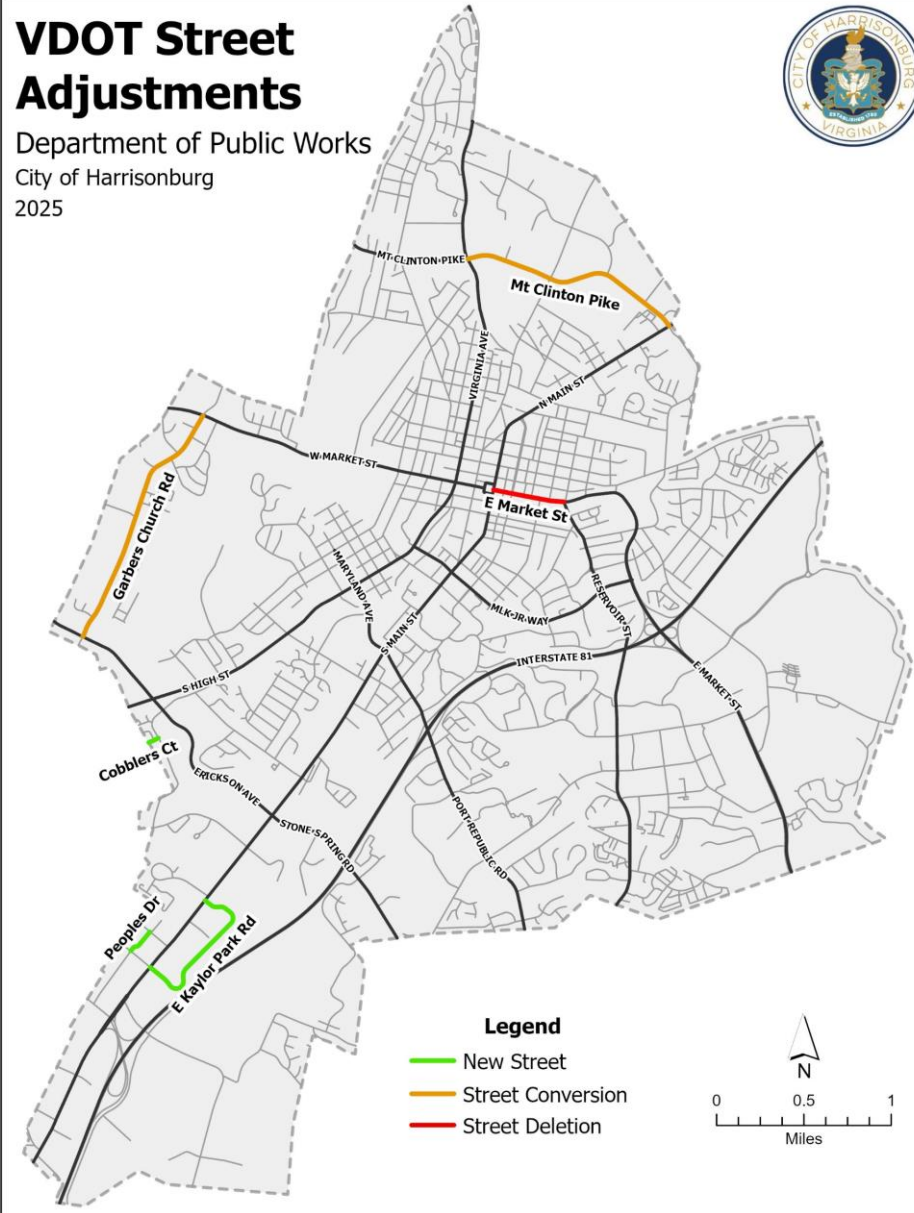 VDOT Street
Adjustments
Department of Public Works
City of Harrisonburg
2025
CITY OF HARRISONBURG
ESTABLISHED 1780
VIRGINIA
MT CLINTON PIKE
Mt Clinton Pike
VIRGINIA AVE
N MAIN ST
W MARKET ST
E Market St
Garbers Church Rd
MARYLAND AVE
S MAIN ST
MLK JR WAY
RESERVOIR ST
INTERSTATE 81
E MARKET ST
S HIGH ST
Cobblers Ct
ERICKSON AVE
STONE SPRING RD
PORT REPUBLIC RD
Peoples Dr
E Kaylor Park Rd
Legend
New Street
Street Conversion
Street Deletion
N
0 0.5 1
Miles